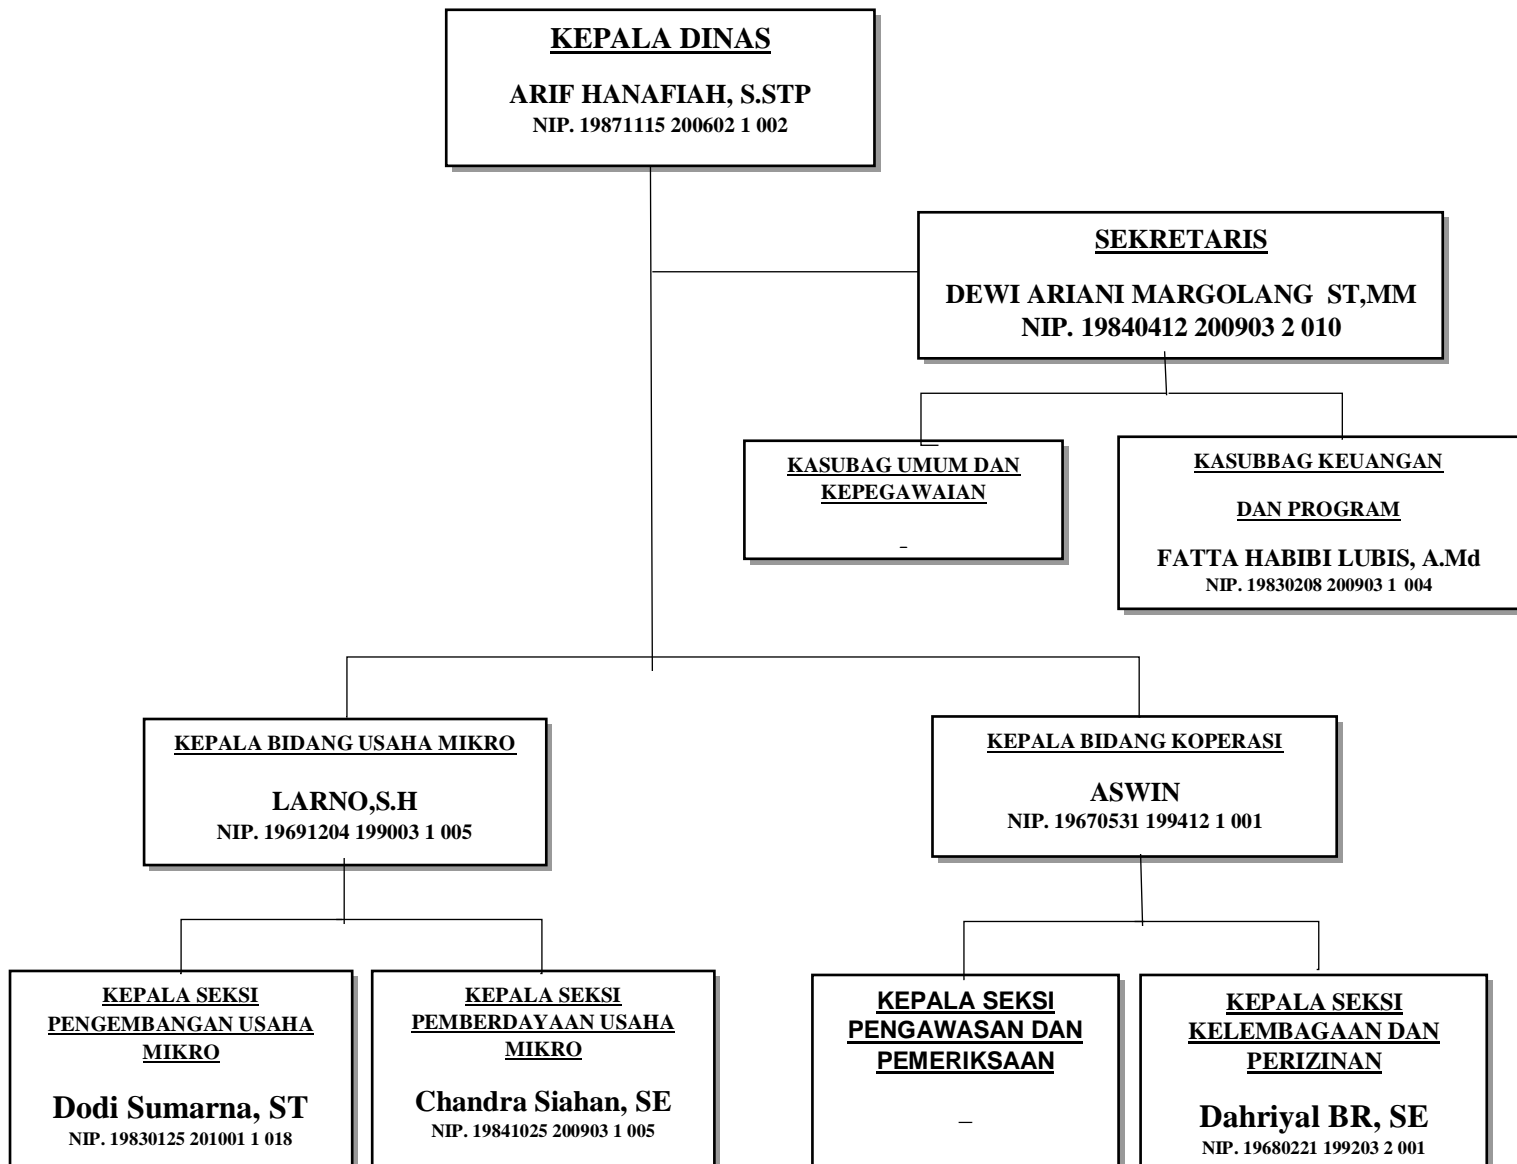 KEPALA DINAS
ARIF HANAFIAH, S.STP
NIP. 19871115 200602 1 002
SEKRETARIS
DEWI ARIANI MARGOLANG ST,MM
NIP. 19840412 200903 2 010
KASUBAG UMUM DAN
KEPEGAWAIAN
-
KASUBBAG KEUANGAN
DAN PROGRAM
FATTA HABIBI LUBIS, A.Md
NIP. 19830208 200903 1 004
KEPALA BIDANG USAHA MIKRO
LARNO,S.H
NIP. 19691204 199003 1 005
KEPALA BIDANG KOPERASI
ASWIN
NIP. 19670531 199412 1 001
KEPALA SEKSI
PENGEMBANGAN USAHA
MIKRO
Dodi Sumarna, ST
NIP. 19830125 201001 1 018
KEPALA SEKSI
PEMBERDAYAAN USAHA
MIKRO
Chandra Siahan, SE
NIP. 19841025 200903 1 005
KEPALA SEKSI
PENGAWASAN DAN
PEMERIKSAAN
–
KEPALA SEKSI
KELEMBAGAAN DAN
PERIZINAN
Dahriyal BR, SE
NIP. 19680221 199203 2 001